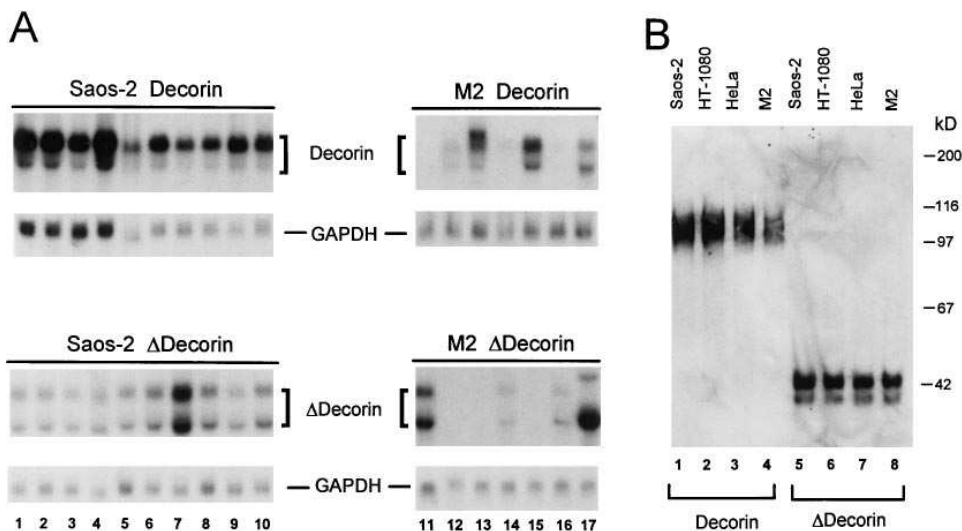 A
Saos-2 Decorin
M2 Decorin
Decorin
GAPDH
Saos-2 ΔDecorin
M2 ΔDecorin
ΔDecorin
GAPDH
1 2 3 4 5 6 7 8 9 10 11 12 13 14 15 16 17
B
Saos-2 HT-1080 HeLa M2 Saos-2 HT-1080 HeLa M2
kD
200
116
97
67
42
1 2 3 4 5 6 7 8
Decorin ΔDecorin